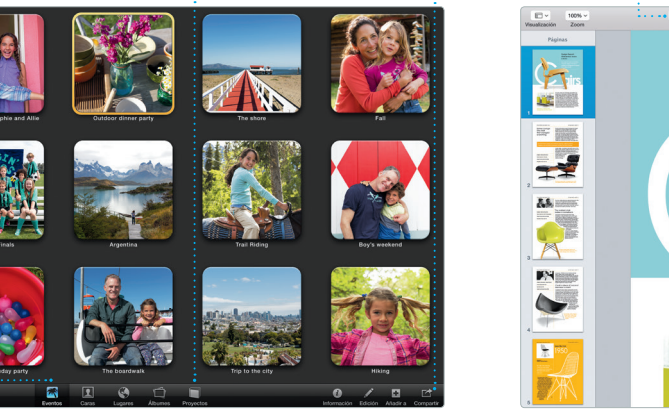 phie and Allie
Outdoor dinner party
The shore
Fall
inals
Argentina
Trail Riding
Boy's weekend
day party
The boardwalk
Trip to the city
Hiking
Eventos
Caras
Lugares
Álbumes
Proyectos
Información
Edición
Añadir a
Compartir
Visualización
100%
Zoom
Páginas
1
2
3
4
5